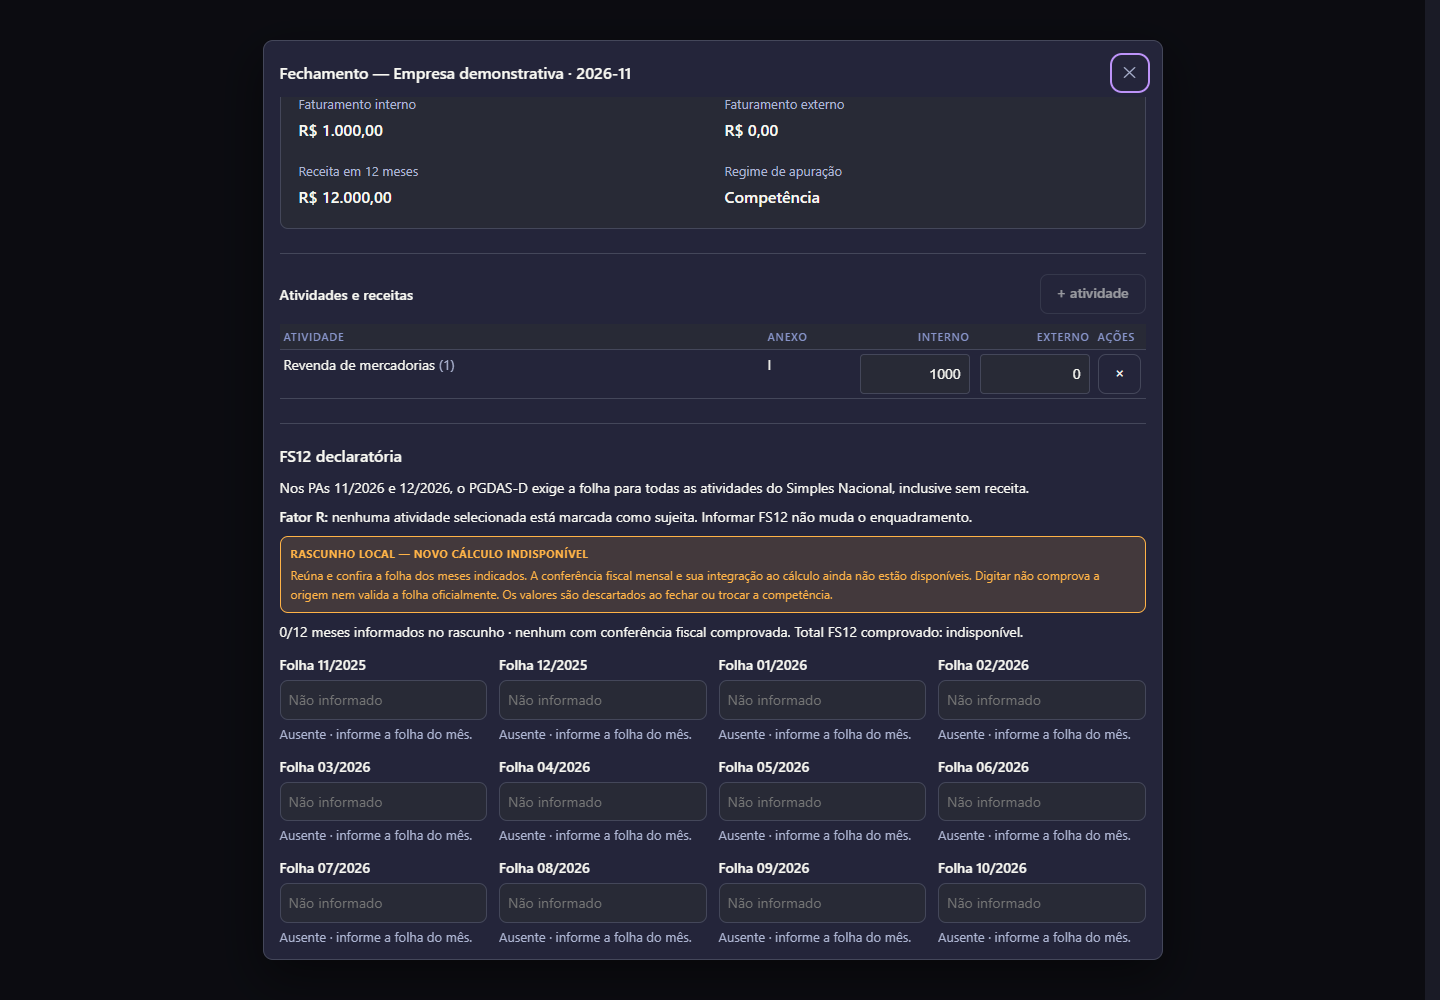 Fechamento — Empresa demonstrativa · 2026-11
Faturamento interno
Faturamento externo
R$ 1.000,00
R$ 0,00
Receita em 12 meses
Regime de apuração
R$ 12.000,00
Competência
Atividades e receitas
+ atividade
ATIVIDADE ANEXO INTERNO EXTERNO AÇÕES
Revenda de mercadorias (1) I 1000 0 ×
FS12 declaratória
Nos PAs 11/2026 e 12/2026, o PGDAS-D exige a folha para todas as atividades do Simples Nacional, inclusive sem receita.
Fator R: nenhuma atividade selecionada está marcada como sujeita. Informar FS12 não muda o enquadramento.
RASCUNHO LOCAL — NOVO CÁLCULO INDISPONÍVEL
Reúna e confira a folha dos meses indicados. A conferência fiscal mensal e sua integração ao cálculo ainda não estão disponíveis. Digitar não comprova a
origem nem valida a folha oficialmente. Os valores são descartados ao fechar ou trocar a competência.
0/12 meses informados no rascunho · nenhum com conferência fiscal comprovada. Total FS12 comprovado: indisponível.
Folha 11/2025 Folha 12/2025 Folha 01/2026 Folha 02/2026
Não informado Não informado Não informado Não informado
Ausente · informe a folha do mês. Ausente · informe a folha do mês. Ausente · informe a folha do mês. Ausente · informe a folha do mês.
Folha 03/2026 Folha 04/2026 Folha 05/2026 Folha 06/2026
Não informado Não informado Não informado Não informado
Ausente · informe a folha do mês. Ausente · informe a folha do mês. Ausente · informe a folha do mês. Ausente · informe a folha do mês.
Folha 07/2026 Folha 08/2026 Folha 09/2026 Folha 10/2026
Não informado Não informado Não informado Não informado
Ausente · informe a folha do mês. Ausente · informe a folha do mês. Ausente · informe a folha do mês. Ausente · informe a folha do mês.